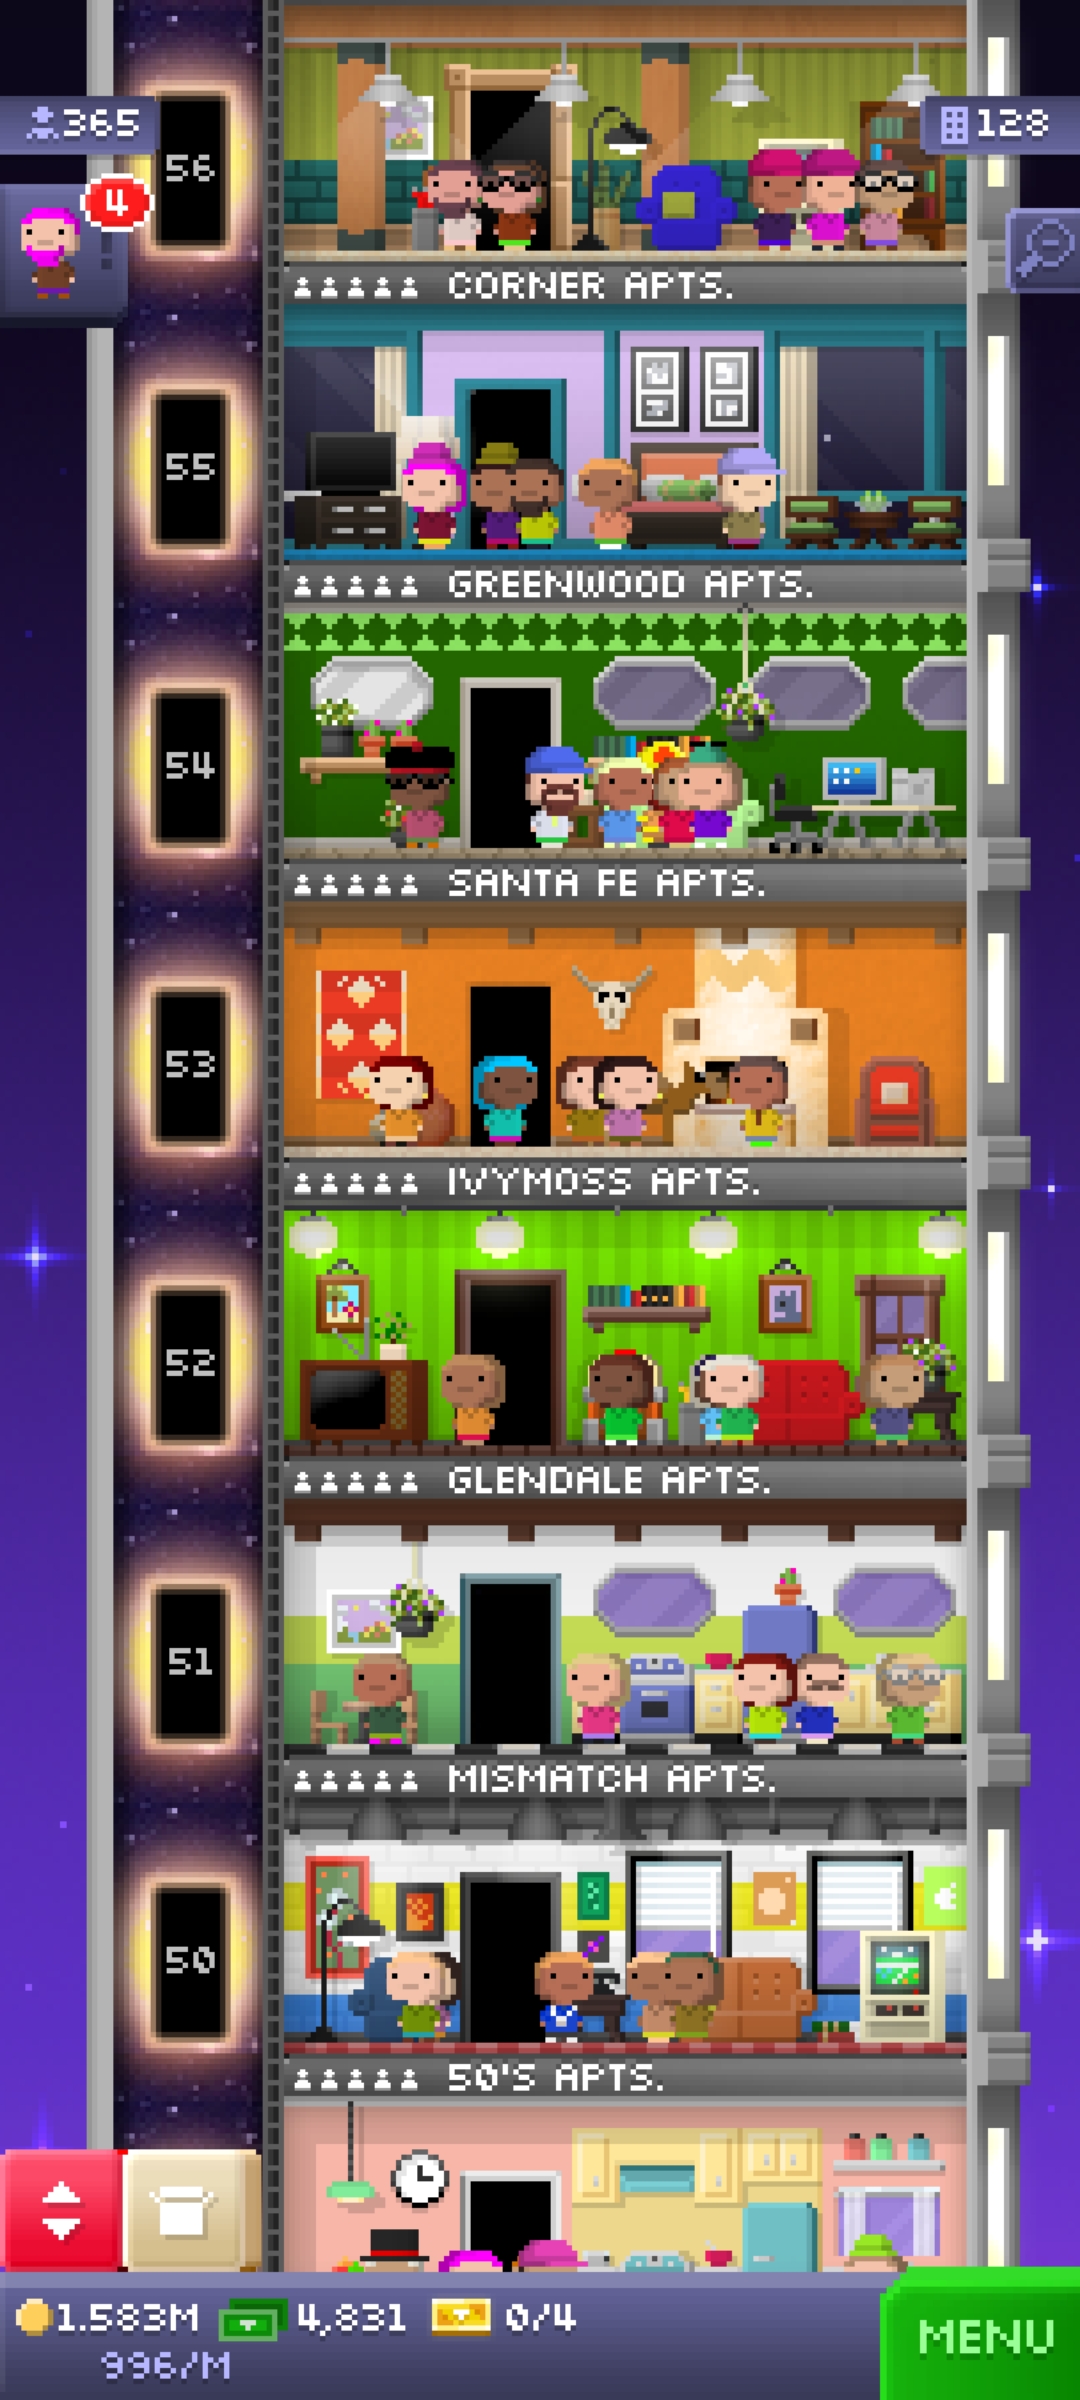 365
128
4
56
CORNER APTS.
55
GREENWOOD APTS.
54
SANTA FE APTS.
53
IVYMOSS APTS.
52
GLENDALE APTS.
51
MISMATCH APTS.
50
50'S APTS.
1.583M 4,831 0/4
996/M
MENU